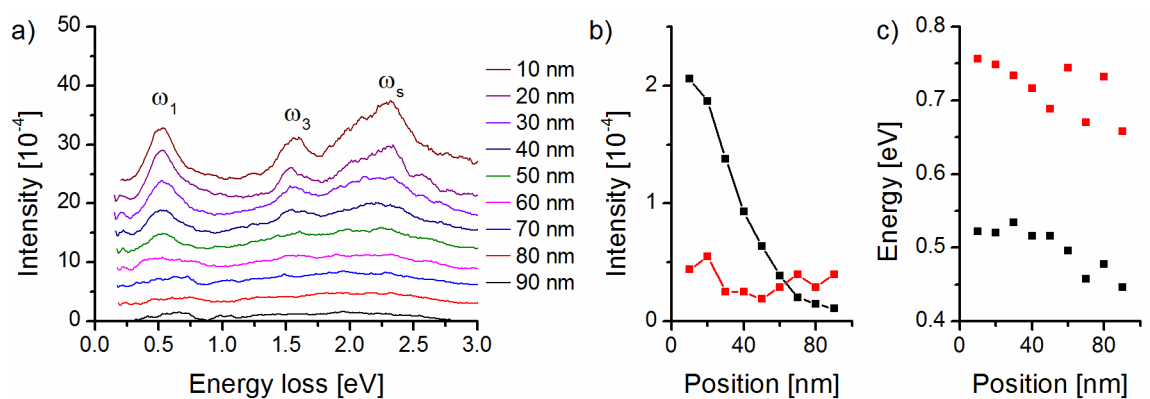 a)
Intensity [10⁻⁴]
50
40
30
20
10
0
ω₁
ω₃
ωₛ
10 nm
20 nm
30 nm
40 nm
50 nm
60 nm
70 nm
80 nm
90 nm
0.0 0.5 1.0 1.5 2.0 2.5 3.0
Energy loss [eV]
b)
Intensity [10⁻⁴]
2
1
0
0 40 80
Position [nm]
c)
Energy [eV]
0.8
0.7
0.6
0.5
0.4
0 40 80
Position [nm]